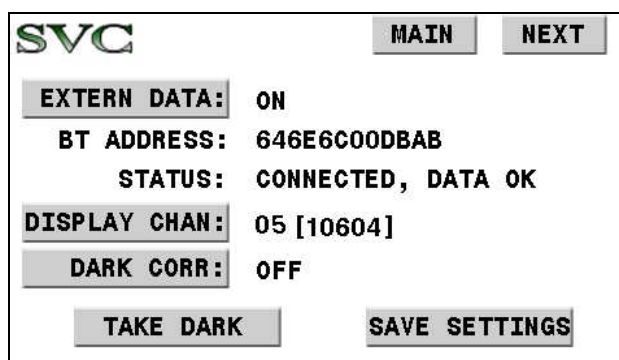 SVC MAIN NEXT
EXTERN DATA: ON
BT ADDRESS: 646E6C00DBAB
STATUS: CONNECTED, DATA OK
DISPLAY CHAN: 05 [10604]
DARK CORR: OFF
TAKE DARK SAVE SETTINGS